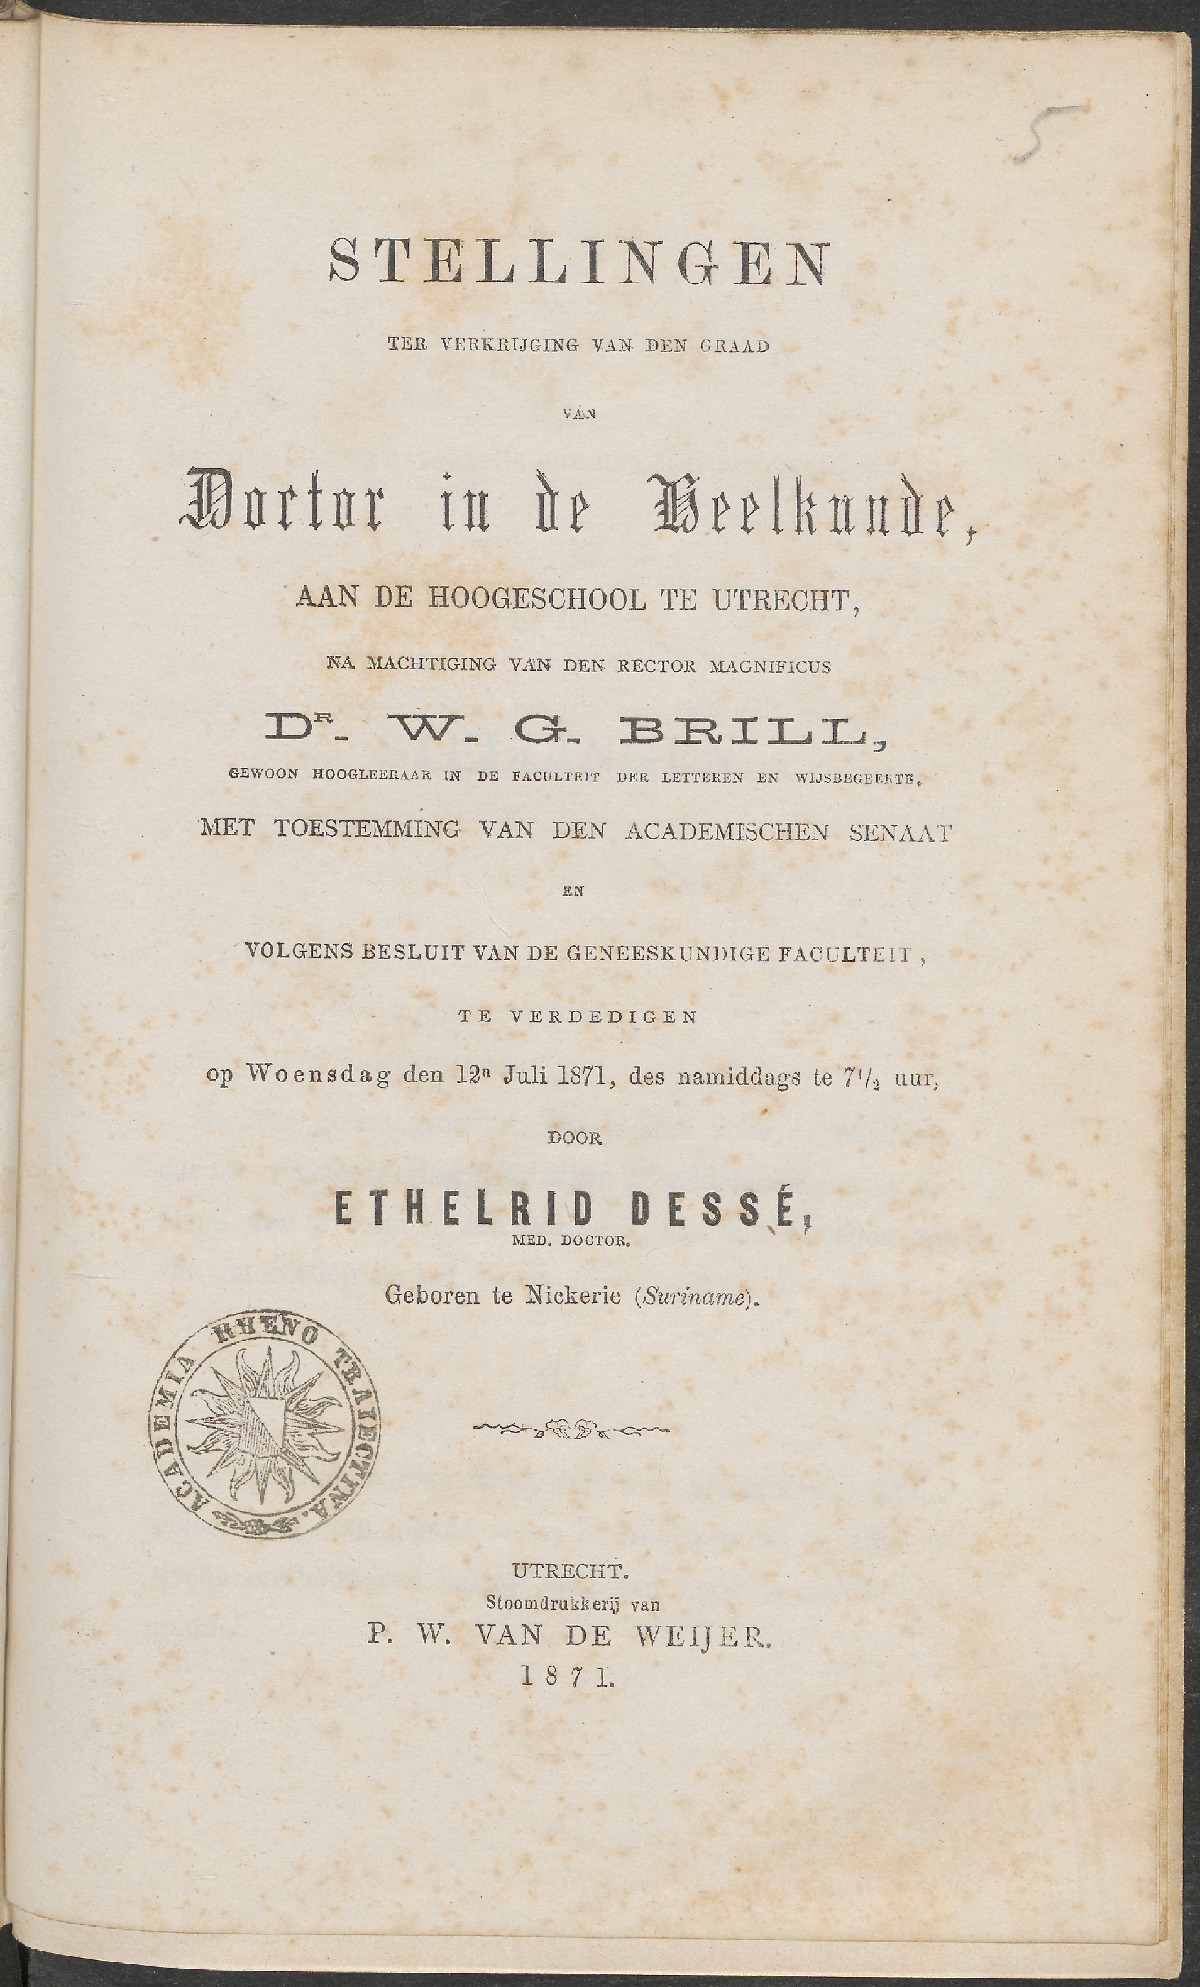 5
STELLINGEN
TER VERKRIJGING VAN DEN GRAAD
VAN
Doctor in de Heelkunde,
AAN DE HOOGESCHOOL TE UTRECHT,
NA MACHTIGING VAN DEN RECTOR MAGNIFICUS
DR. W. G. BRILL,
GEWOON HOOGLEERAAR IN DE FACULTEIT DER LETTEREN EN WIJSBEGEERTE,
MET TOESTEMMING VAN DEN ACADEMISCHEN SENAAT
EN
VOLGENS BESLUIT VAN DE GENEESKUNDIGE FACULTEIT,
TE VERDEDIGEN
op Woensdag den 12n Juli 1871, des namiddags te 7 1/2 uur,
DOOR
ETHELRID DESSÉ,
MED. DOCTOR.
Geboren te Nickerie (Suriname).
ACADEMIA RHENO TRAIECTINA.
UTRECHT.
Stoomdrukkerij van
P. W. VAN DE WEIJER.
1871.